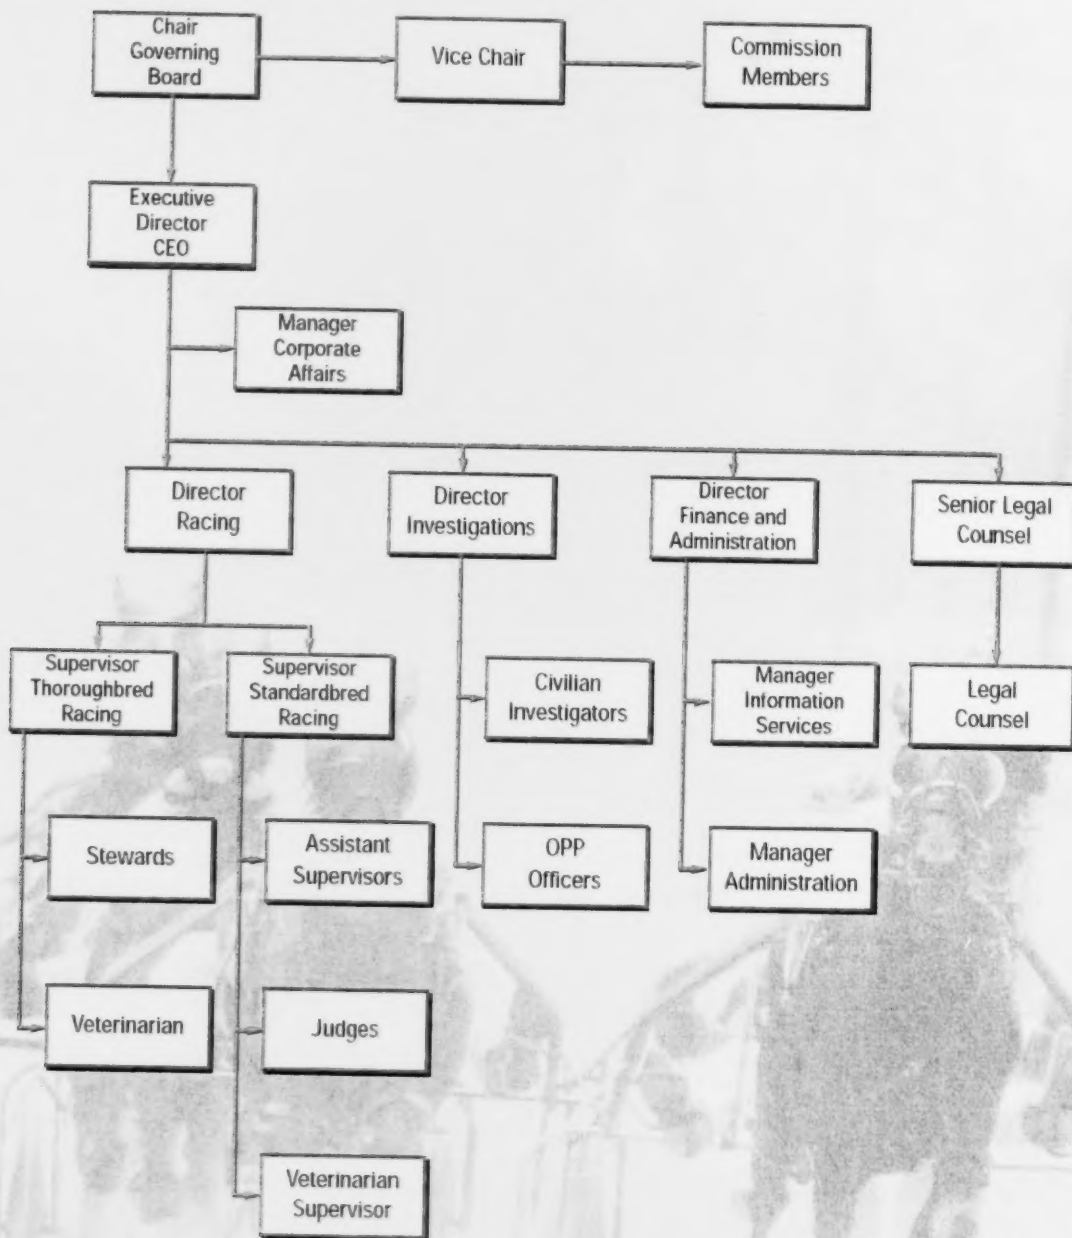 Chair
Governing
Board
Vice Chair
Commission
Members
Executive
Director
CEO
Manager
Corporate
Affairs
Director
Racing
Director
Investigations
Director
Finance and
Administration
Senior Legal
Counsel
Supervisor
Thoroughbred
Racing
Supervisor
Standardbred
Racing
Civilian
Investigators
Manager
Information
Services
Legal
Counsel
Stewards
Assistant
Supervisors
OPP
Officers
Manager
Administration
Veterinarian
Judges
Veterinarian
Supervisor